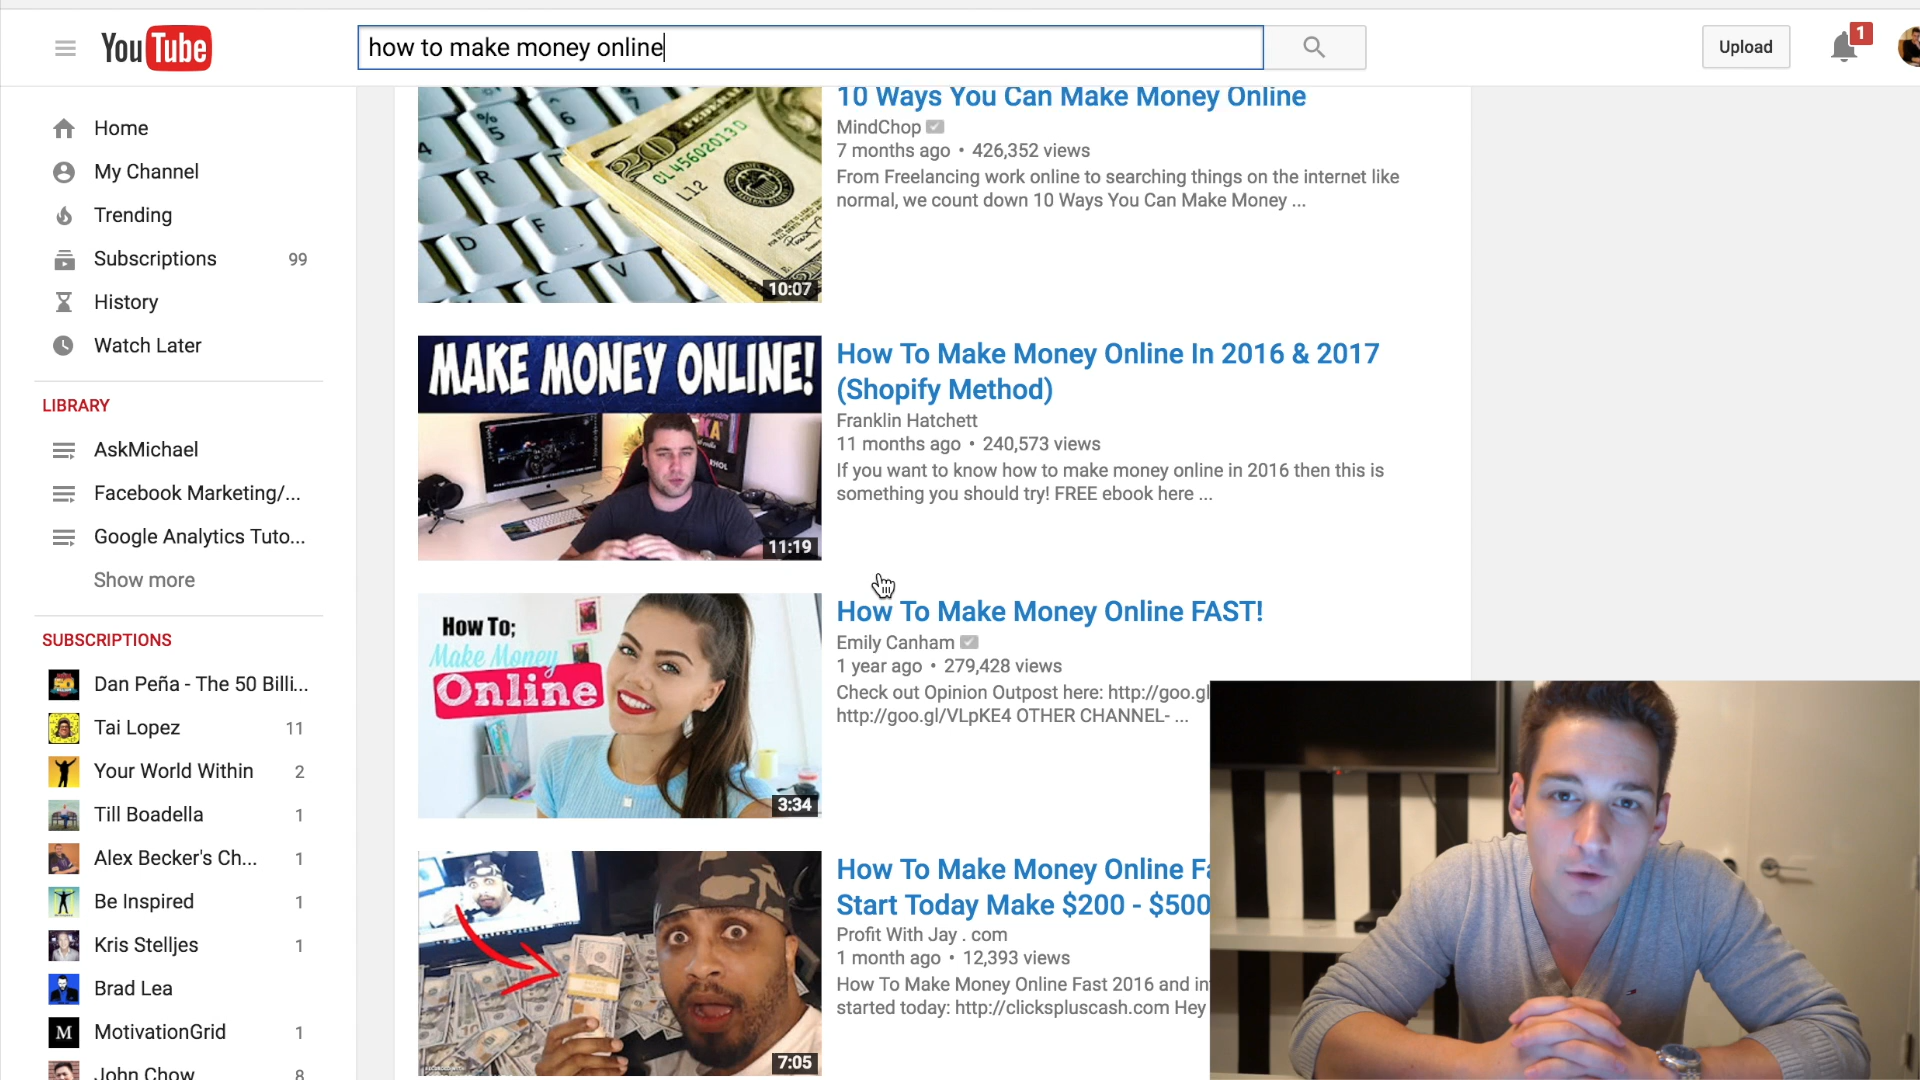 YouTube
how to make money online
Upload
1
Home
My Channel
Trending
Subscriptions 99
History
Watch Later
LIBRARY
AskMichael
Facebook Marketing/...
Google Analytics Tuto...
Show more
SUBSCRIPTIONS
Dan Peña - The 50 Billi...
Tai Lopez 11
Your World Within 2
Till Boadella 1
Alex Becker's Ch... 1
Be Inspired 1
Kris Stelljes 1
Brad Lea
M
MotivationGrid 1
John Chow 8
%
5
6
4
R
D
F
C
V
20
CL45602013D
L12
10:07
10 Ways You Can Make Money Online
MindChop
7 months ago • 426,352 views
From Freelancing work online to searching things on the internet like
normal, we count down 10 Ways You Can Make Money ...
MAKE MONEY ONLINE!
11:19
How To Make Money Online In 2016 & 2017
(Shopify Method)
Franklin Hatchett
11 months ago • 240,573 views
If you want to know how to make money online in 2016 then this is
something you should try! FREE ebook here ...
How To;
Make Money
Online
3:34
How To Make Money Online FAST!
Emily Canham
1 year ago • 279,428 views
Check out Opinion Outpost here: http://goo.gl
http://goo.gl/VLpKE4 OTHER CHANNEL- ...
7:05
How To Make Money Online Fa
Start Today Make $200 - $500
Profit With Jay . com
1 month ago • 12,393 views
How To Make Money Online Fast 2016 and in
started today: http://clickspluscash.com Hey